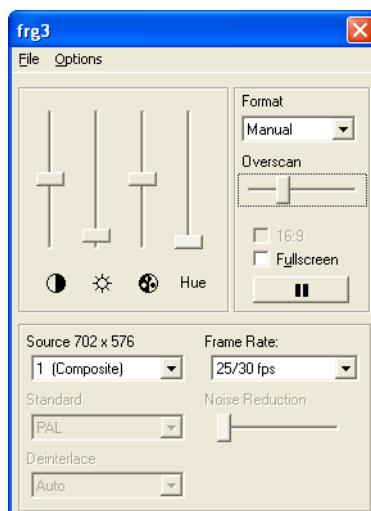 frg3
File Options
Format
Manual
Overscan
16:9
Fullscreen
Hue
Source 702 x 576
Frame Rate:
1 (Composite)
25/30 fps
Standard
Noise Reduction
PAL
Deinterlace
Auto